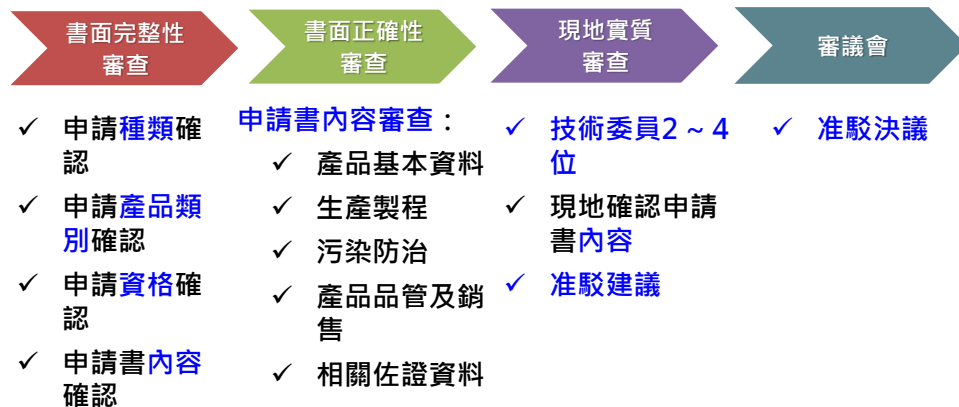 書面完整性
審查
✓ 申請種類確
認
✓ 申請產品類
別確認
✓ 申請資格確
認
✓ 申請書內容
確認
書面正確性
審查
申請書內容審查：
✓ 產品基本資料
✓ 生產製程
✓ 污染防治
✓ 產品品管及銷
售
✓ 相關佐證資料
現地實質
審查
✓ 技術委員2～4
位
✓ 現地確認申請
書內容
✓ 准駁建議
審議會
✓ 准駁決議